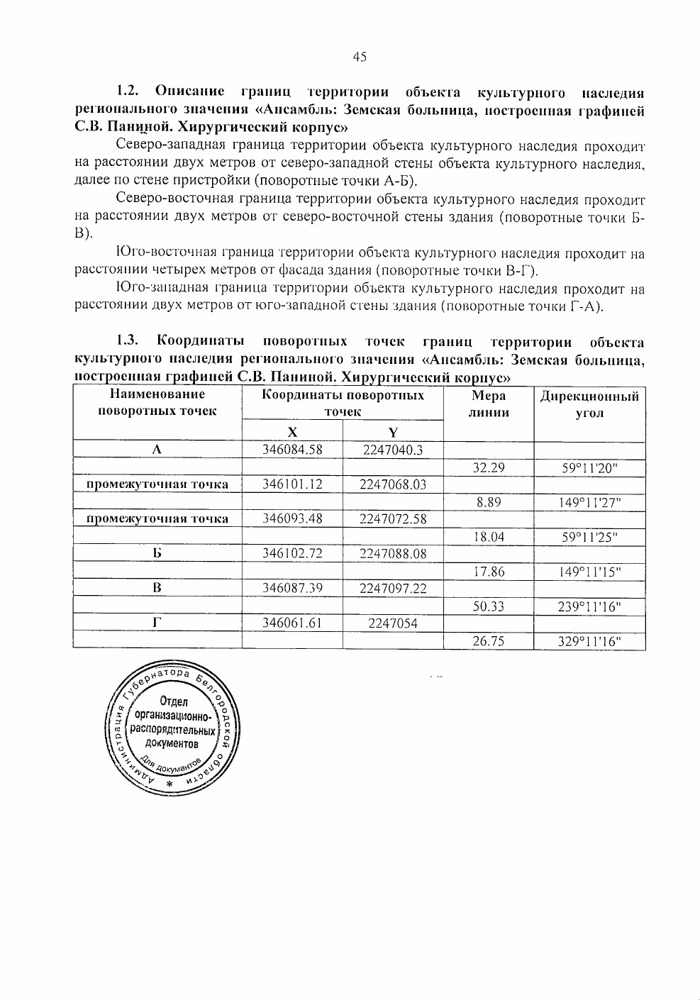 45
1.2. Описание границ территории объекта культурного наследия
регионального значения «Ансамбль: Земская больница, построенная графиней
С.В. Паниной. Хирургический корпус»
Северо-западная граница территории объекта культурного наследия проходит
на расстоянии двух метров от северо-западной стены объекта культурного наследия,
далее по стене пристройки (поворотные точки А-Б).
Северо-восточная граница территории объекта культурного наследия проходит
на расстоянии двух метров от северо-восточной стены здания (поворотные точки Б-
В).
Юго-восточная граница территории объекта культурного наследия проходит на
расстоянии четырех метров от фасада здания (поворотные точки В-Г).
Юго-западная граница территории объекта культурного наследия проходит на
расстоянии двух метров от юго-западной стены здания (поворотные точки Г-А).
1.3. Координаты поворотных точек границ территории объекта
культурного наследия регионального значения «Ансамбль: Земская больница,
построенная графиней С.В. Паниной. Хирургический корпус»
Наименование поворотных точек Координаты поворотных точек Мера линии Дирекционный угол
X Y
А 346084.58 2247040.3
32.29 59°11'20"
промежуточная точка 346101.12 2247068.03
8.89 149°11'27"
промежуточная точка 346093.48 2247072.58
18.04 59°11'25"
Б 346102.72 2247088.08
17.86 149°11'15"
В 346087.39 2247097.22
50.33 239°11'16"
Г 346061.61 2247054
26.75 329°11'16"
Администрация Губернатора Белгородской области *
Отдел
организационно-
распорядительных
документов
Для документов